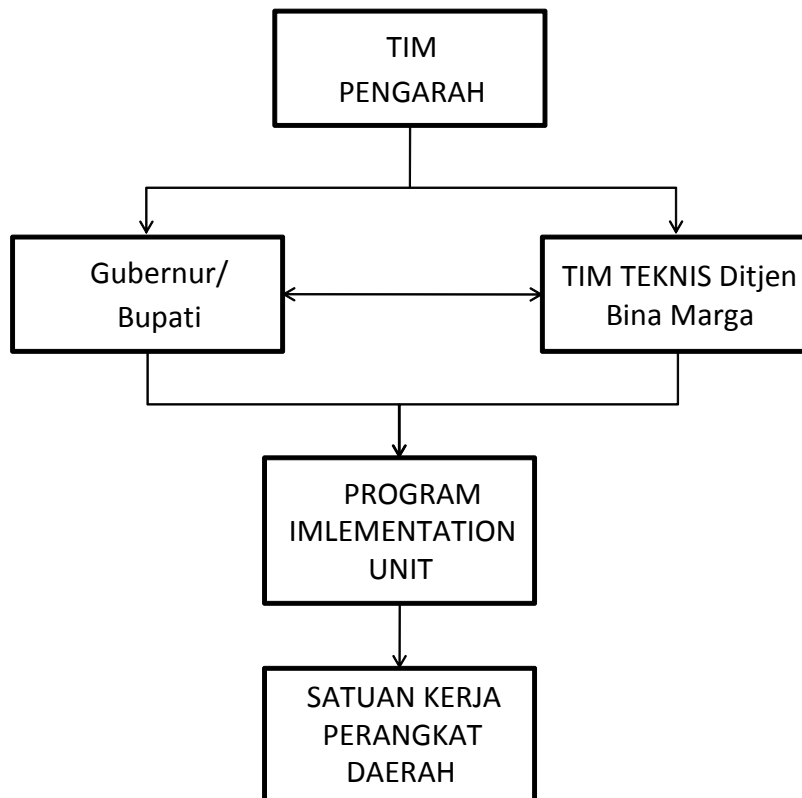 TIM
PENGARAH
Gubernur/
Bupati
TIM TEKNIS Ditjen
Bina Marga
PROGRAM
IMLEMENTATION
UNIT
SATUAN KERJA
PERANGKAT
DAERAH